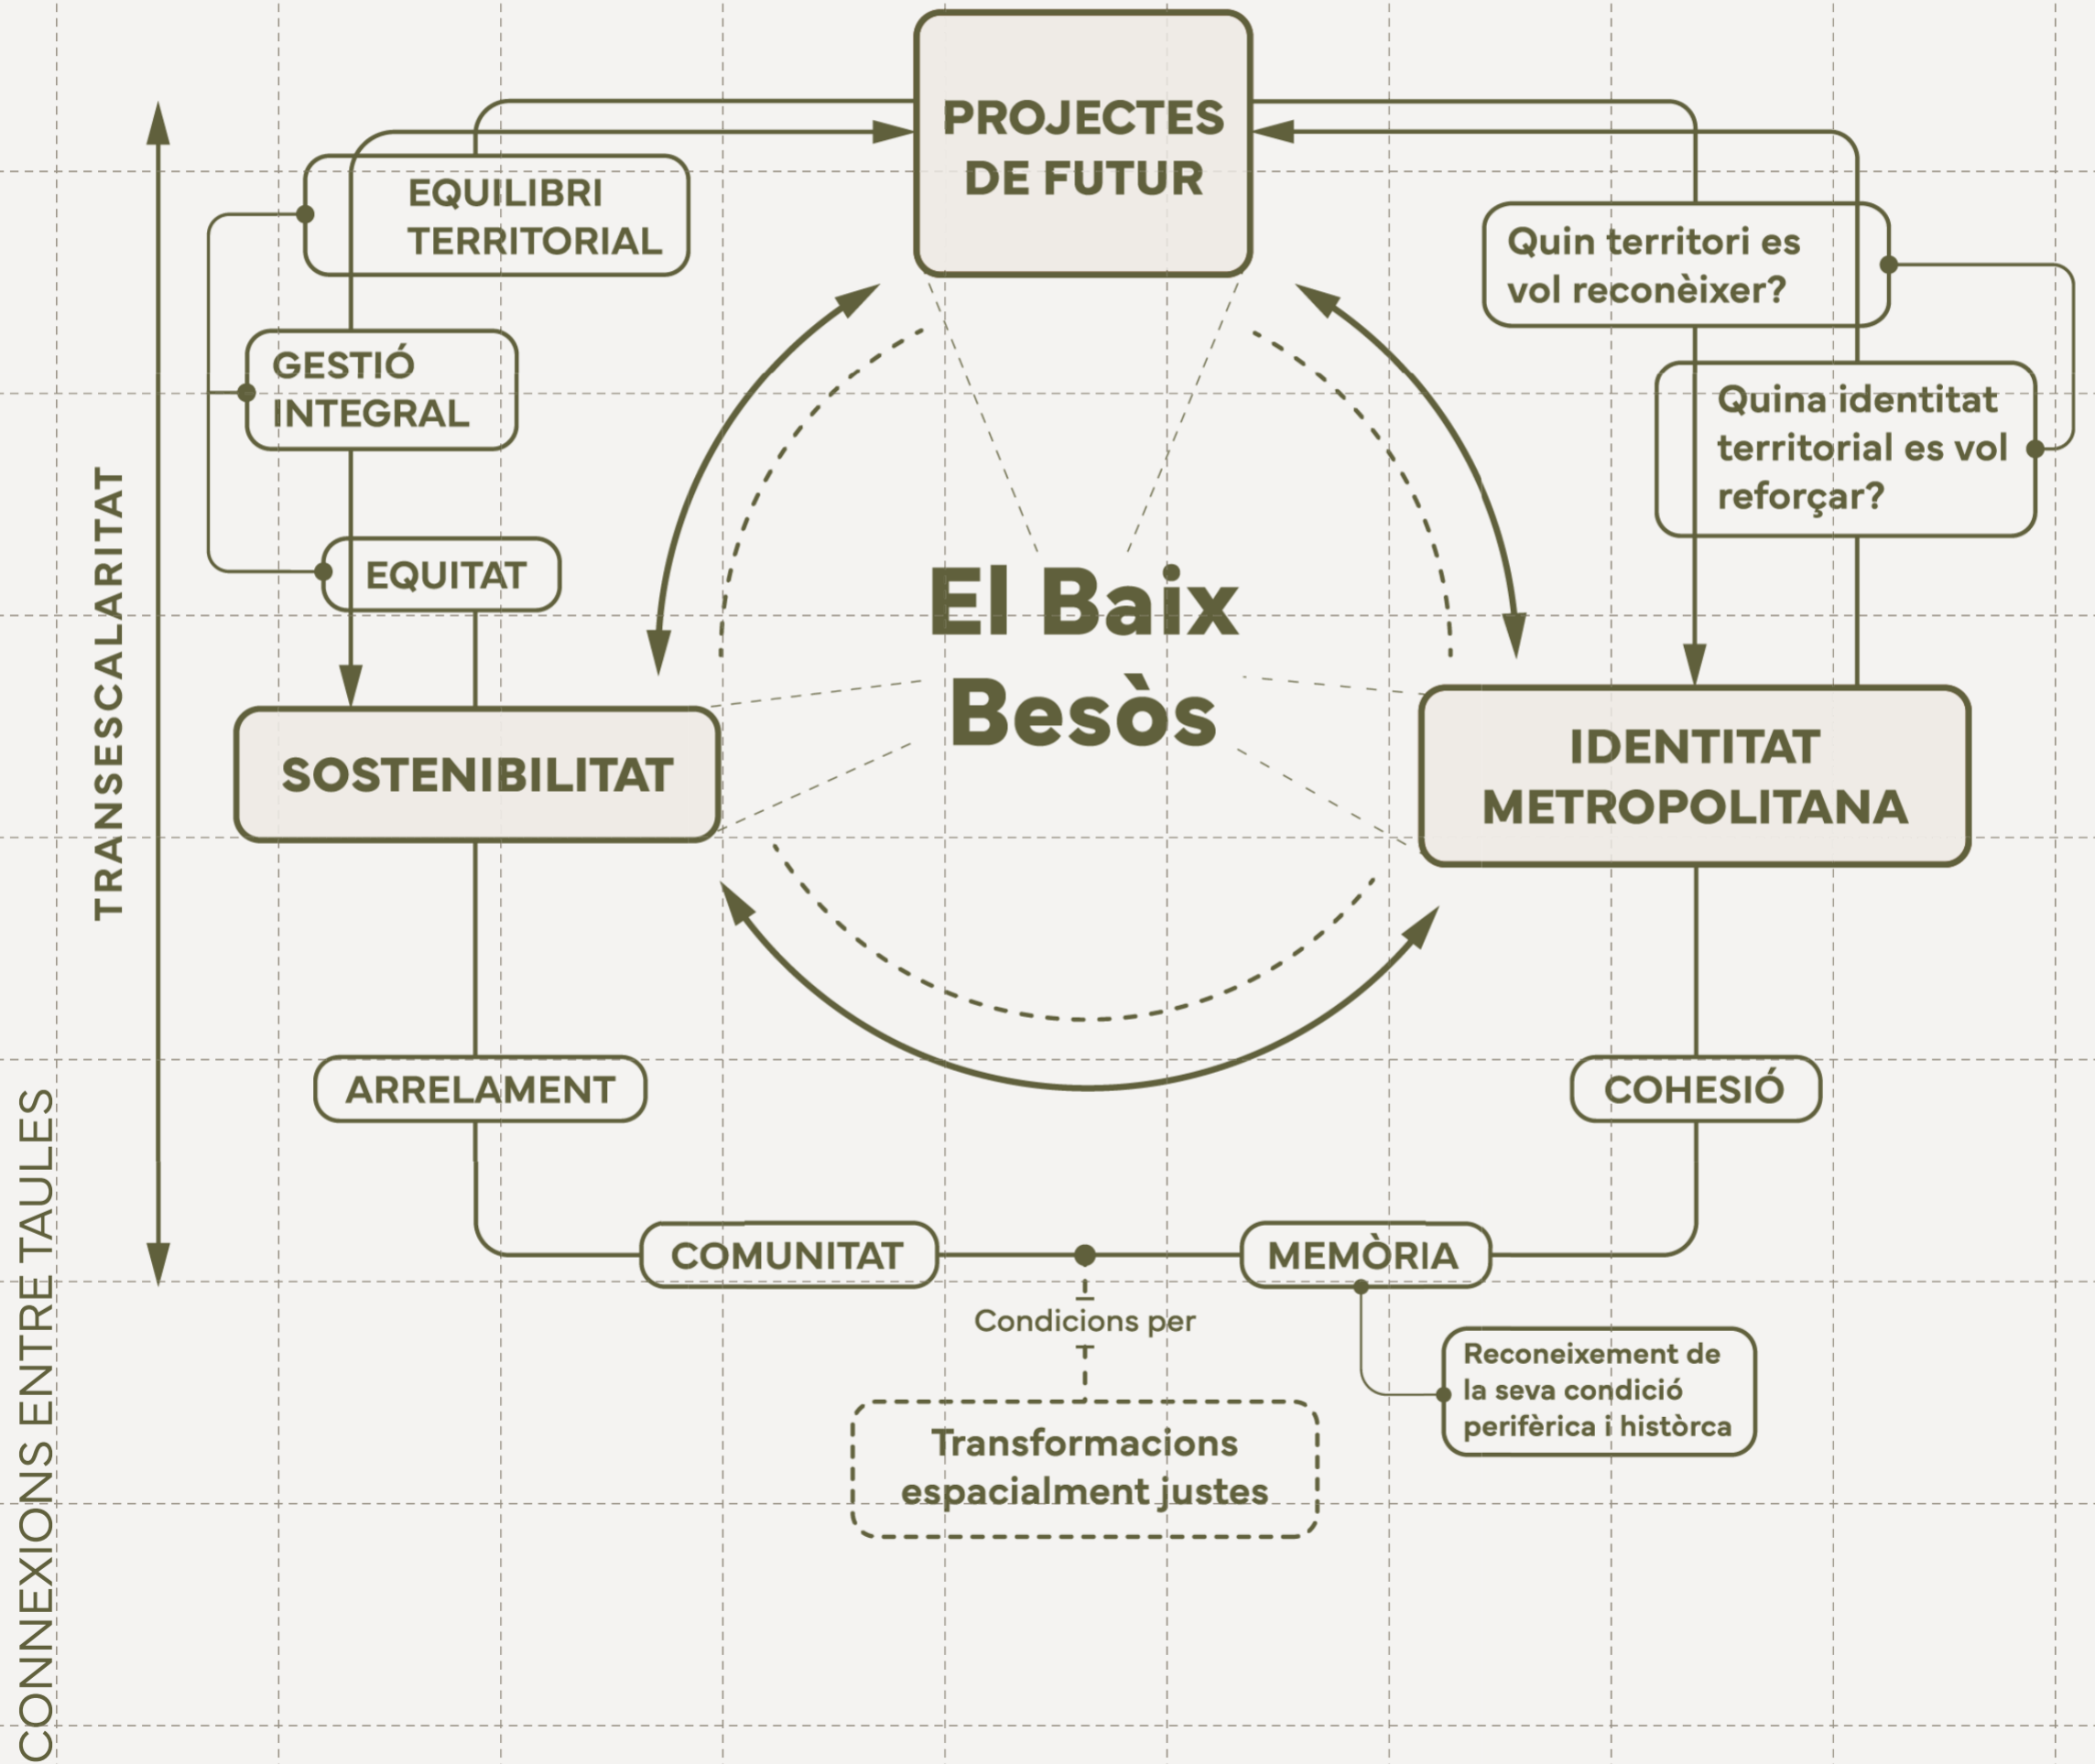 PROJECTES
DE FUTUR
EQUILIBRI
TERRITORIAL
Quin territori es
vol reconèixer?
GESTIÓ
INTEGRAL
Quina identitat
territorial es vol
reforçar?
EQUITAT
El Baix
Besòs
TRANSESCALARITAT
SOSTENIBILITAT
IDENTITAT
METROPOLITANA
ARRELAMENT
COHESIÓ
COMUNITAT
MEMÒRIA
Condicions per
Reconeixement de
la seva condició
perifèrica i històrca
Transformacions
espacialment justes
CONNEXIONS ENTRE TAULES